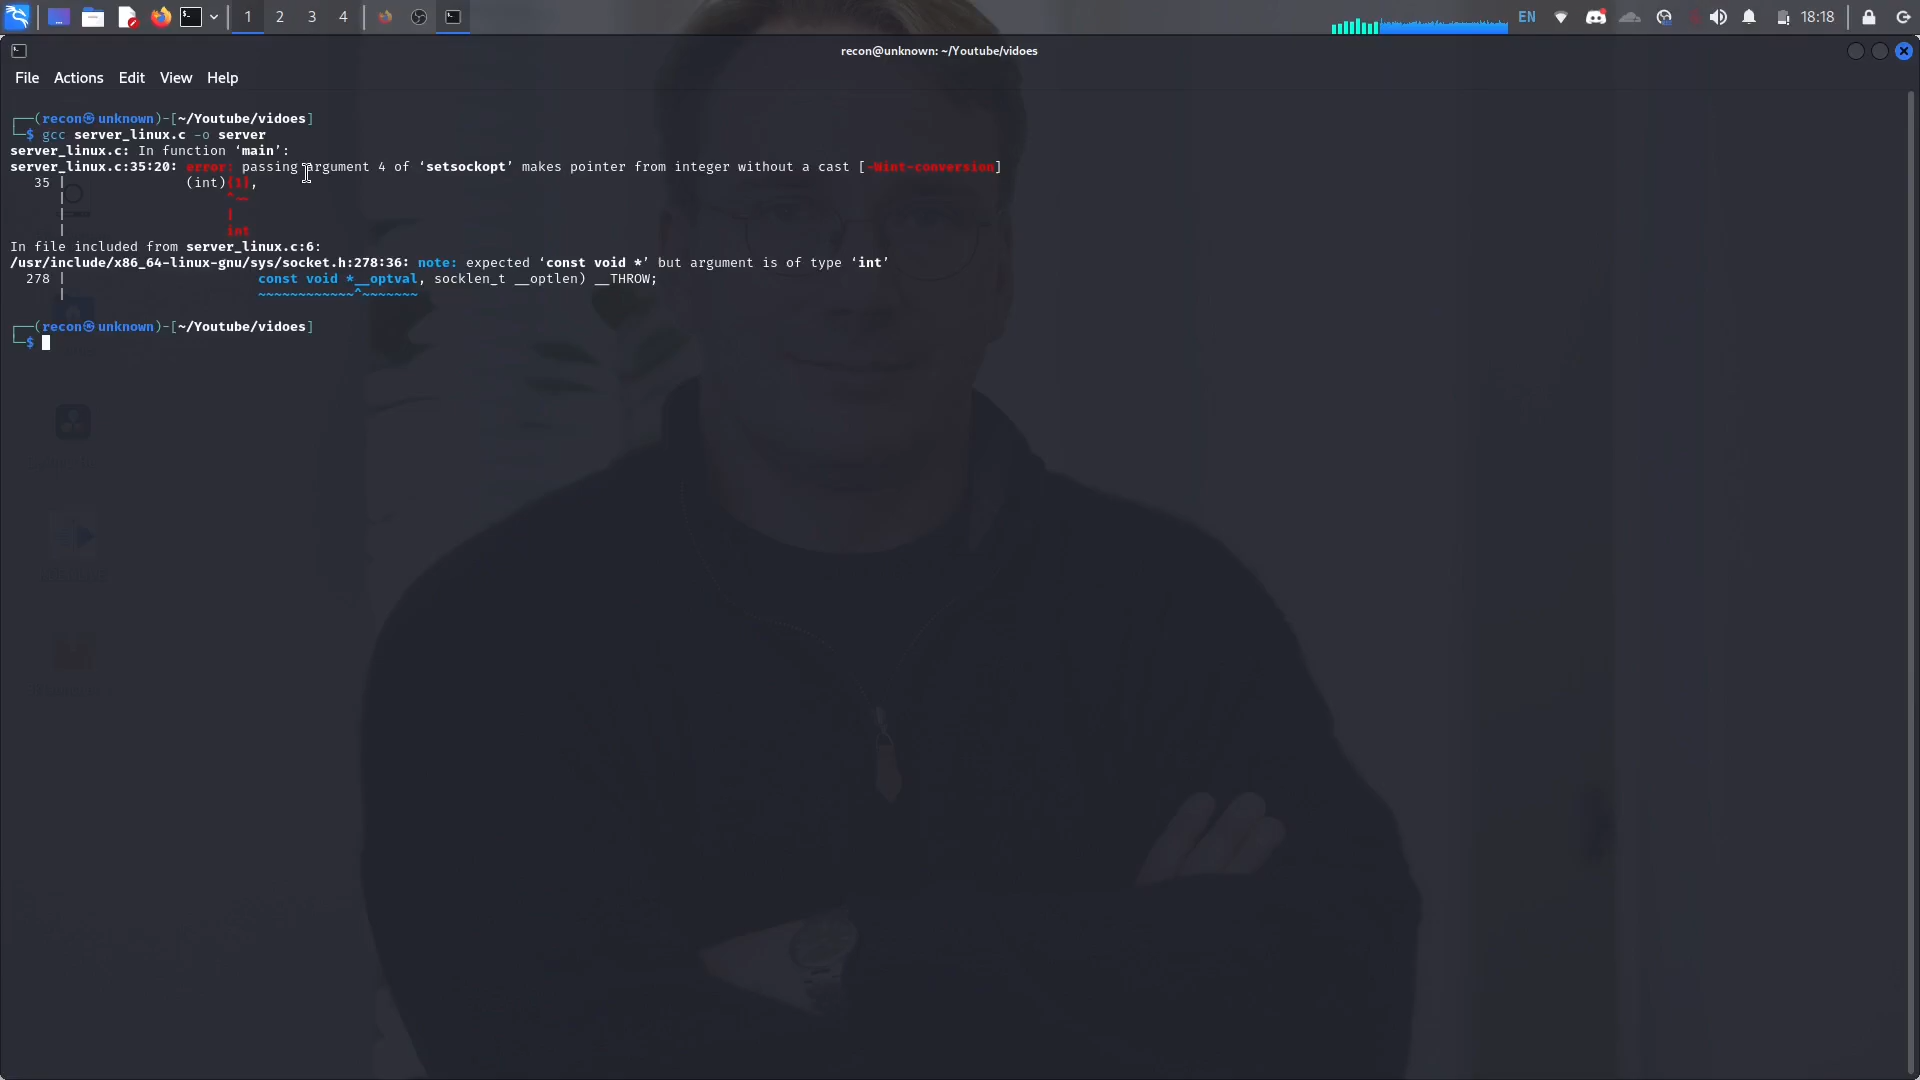 1 2 3 4 EN 18:18
recon@unknown: ~/Youtube/vidoes
File Actions Edit View Help
┌──(recon㉿unknown)-[~/Youtube/vidoes]
└─$ gcc server_linux.c -o server
server_linux.c: In function ‘main’:
server_linux.c:35:20: error: passing argument 4 of ‘setsockopt’ makes pointer from integer without a cast [-Wint-conversion]
35 | (int){1},
| ^~~
| |
| int
In file included from server_linux.c:6:
/usr/include/x86_64-linux-gnu/sys/socket.h:278:36: note: expected ‘const void *’ but argument is of type ‘int’
278 | const void *__optval, socklen_t __optlen) __THROW;
| ~~~~~~~~~~~~^~~~~~~~
┌──(recon㉿unknown)-[~/Youtube/vidoes]
└─$